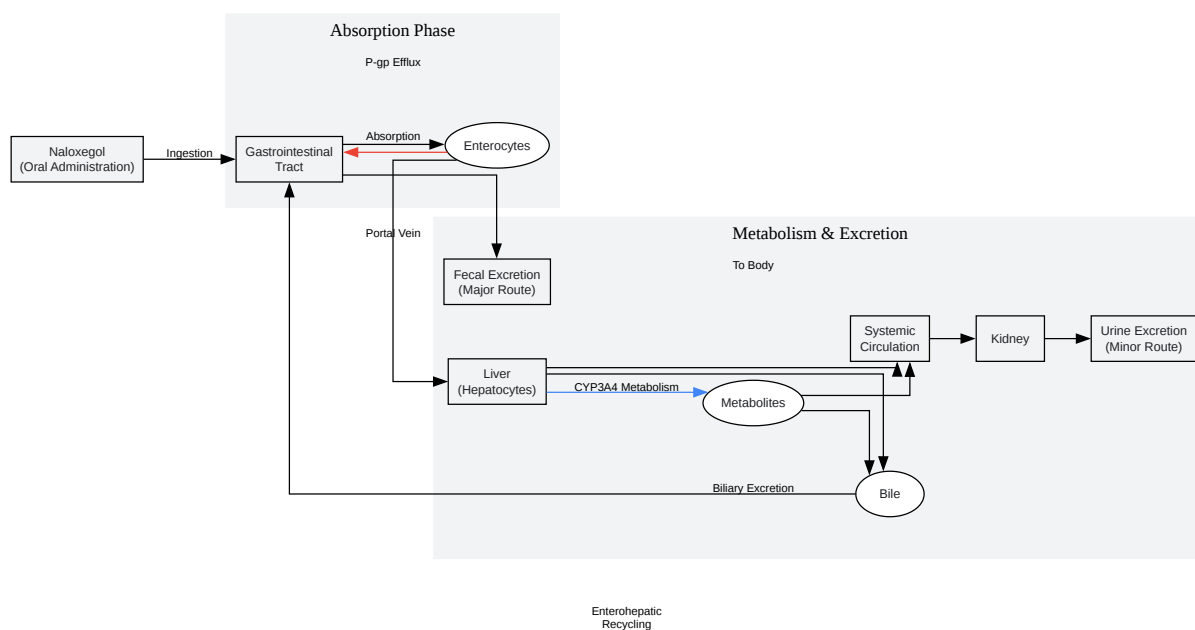 Absorption Phase
P-gp Efflux
Naloxegol
(Oral Administration)
Ingestion
Gastrointestinal
Tract
Absorption
Enterocytes
Portal Vein
Metabolism & Excretion
To Body
Fecal Excretion
(Major Route)
Systemic
Circulation
Kidney
Urine Excretion
(Minor Route)
Liver
(Hepatocytes)
CYP3A4 Metabolism
Metabolites
Biliary Excretion
Bile
Enterohepatic
Recycling